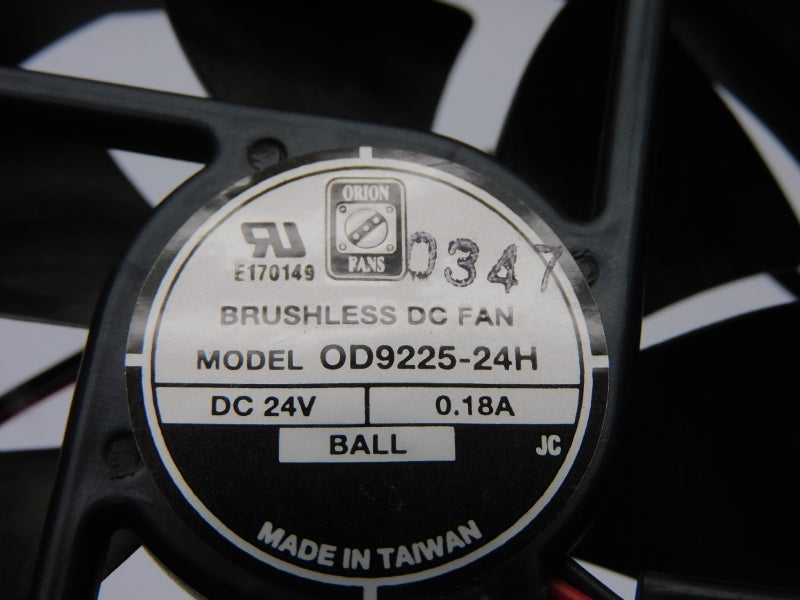 ORION
FANS
RU
E170149
0347
BRUSHLESS DC FAN
MODEL OD9225-24H
DC 24V 0.18A
BALL
JC
MADE IN TAIWAN